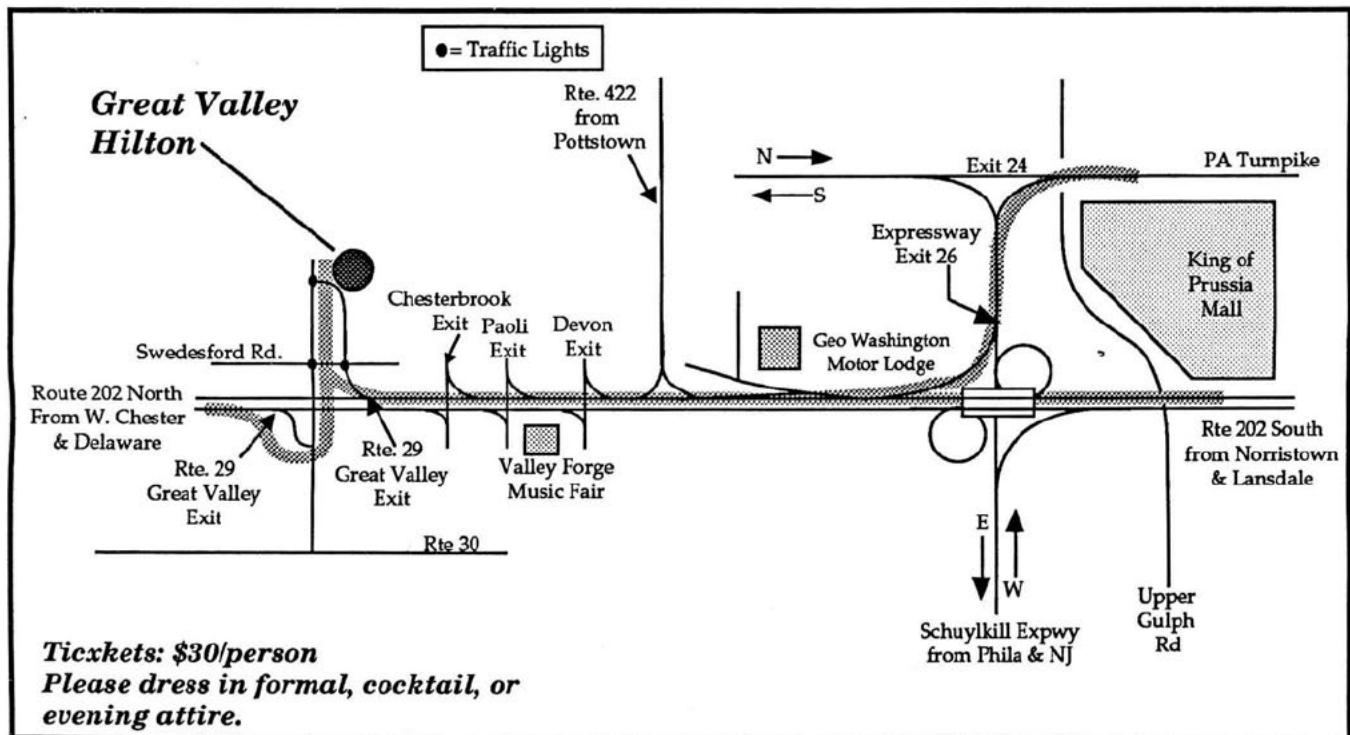 ●= Traffic Lights
Great Valley
Hilton
Rte. 422
from
Pottstown
N
S
Exit 24
PA Turnpike
Expressway
Exit 26
King of
Prussia
Mall
Chesterbrook
Exit
Paoli
Exit
Devon
Exit
Geo Washington
Motor Lodge
Swedesford Rd.
Route 202 North
From W. Chester
& Delaware
Rte. 29
Great Valley
Exit
Rte. 29
Great Valley
Exit
Valley Forge
Music Fair
Rte 202 South
from Norristown
& Lansdale
Rte 30
E
W
Schuylkill Expwy
from Phila & NJ
Upper
Gulph
Rd
Ticxkets: $30/person
Please dress in formal, cocktail, or
evening attire.